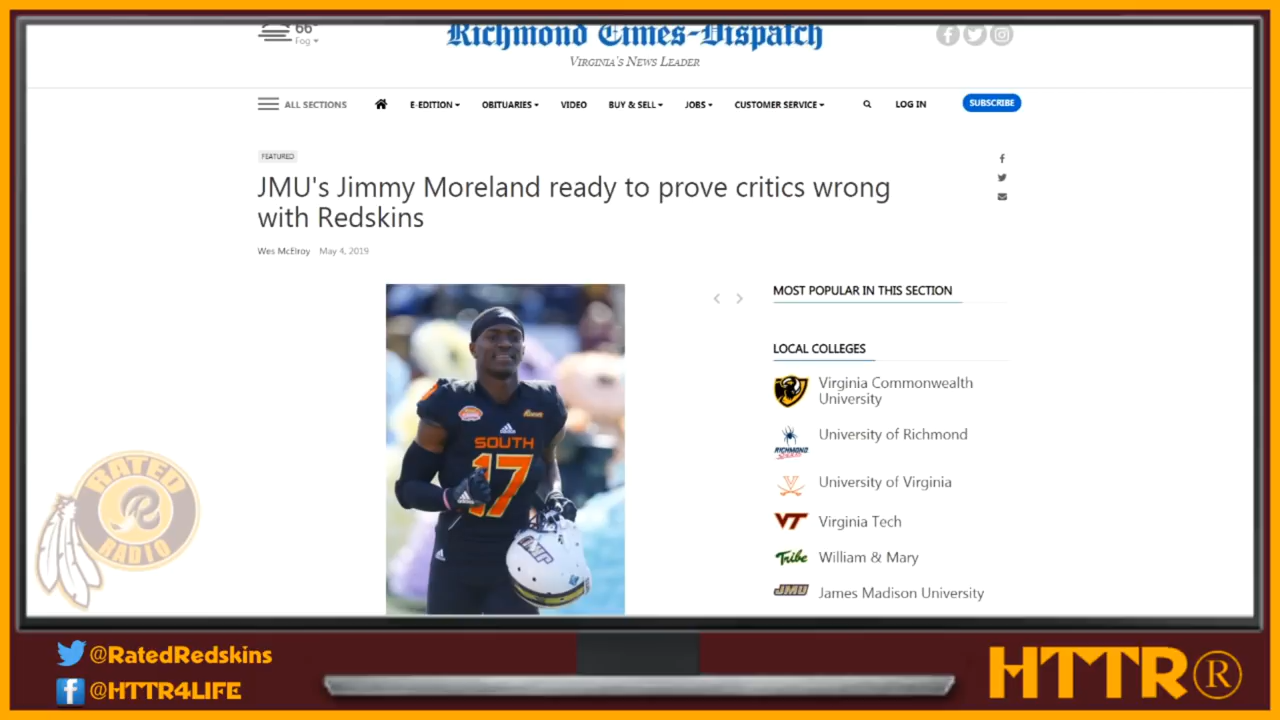 66°
Fog
Richmond Times-Dispatch
VIRGINIA'S NEWS LEADER
ALL SECTIONS
E-EDITION
OBITUARIES
VIDEO
BUY & SELL
JOBS
CUSTOMER SERVICE
LOG IN
SUBSCRIBE
FEATURED
JMU's Jimmy Moreland ready to prove critics wrong
with Redskins
Wes McElroy May 4, 2019
MOST POPULAR IN THIS SECTION
LOCAL COLLEGES
Virginia Commonwealth
University
University of Richmond
RICHMOND
University of Virginia
VT
Virginia Tech
Tribe
William & Mary
JMU
James Madison University
SOUTH
17
JMU
RATED
R
RADIO
@RatedRedskins
@HTTR4LIFE
HTTR®